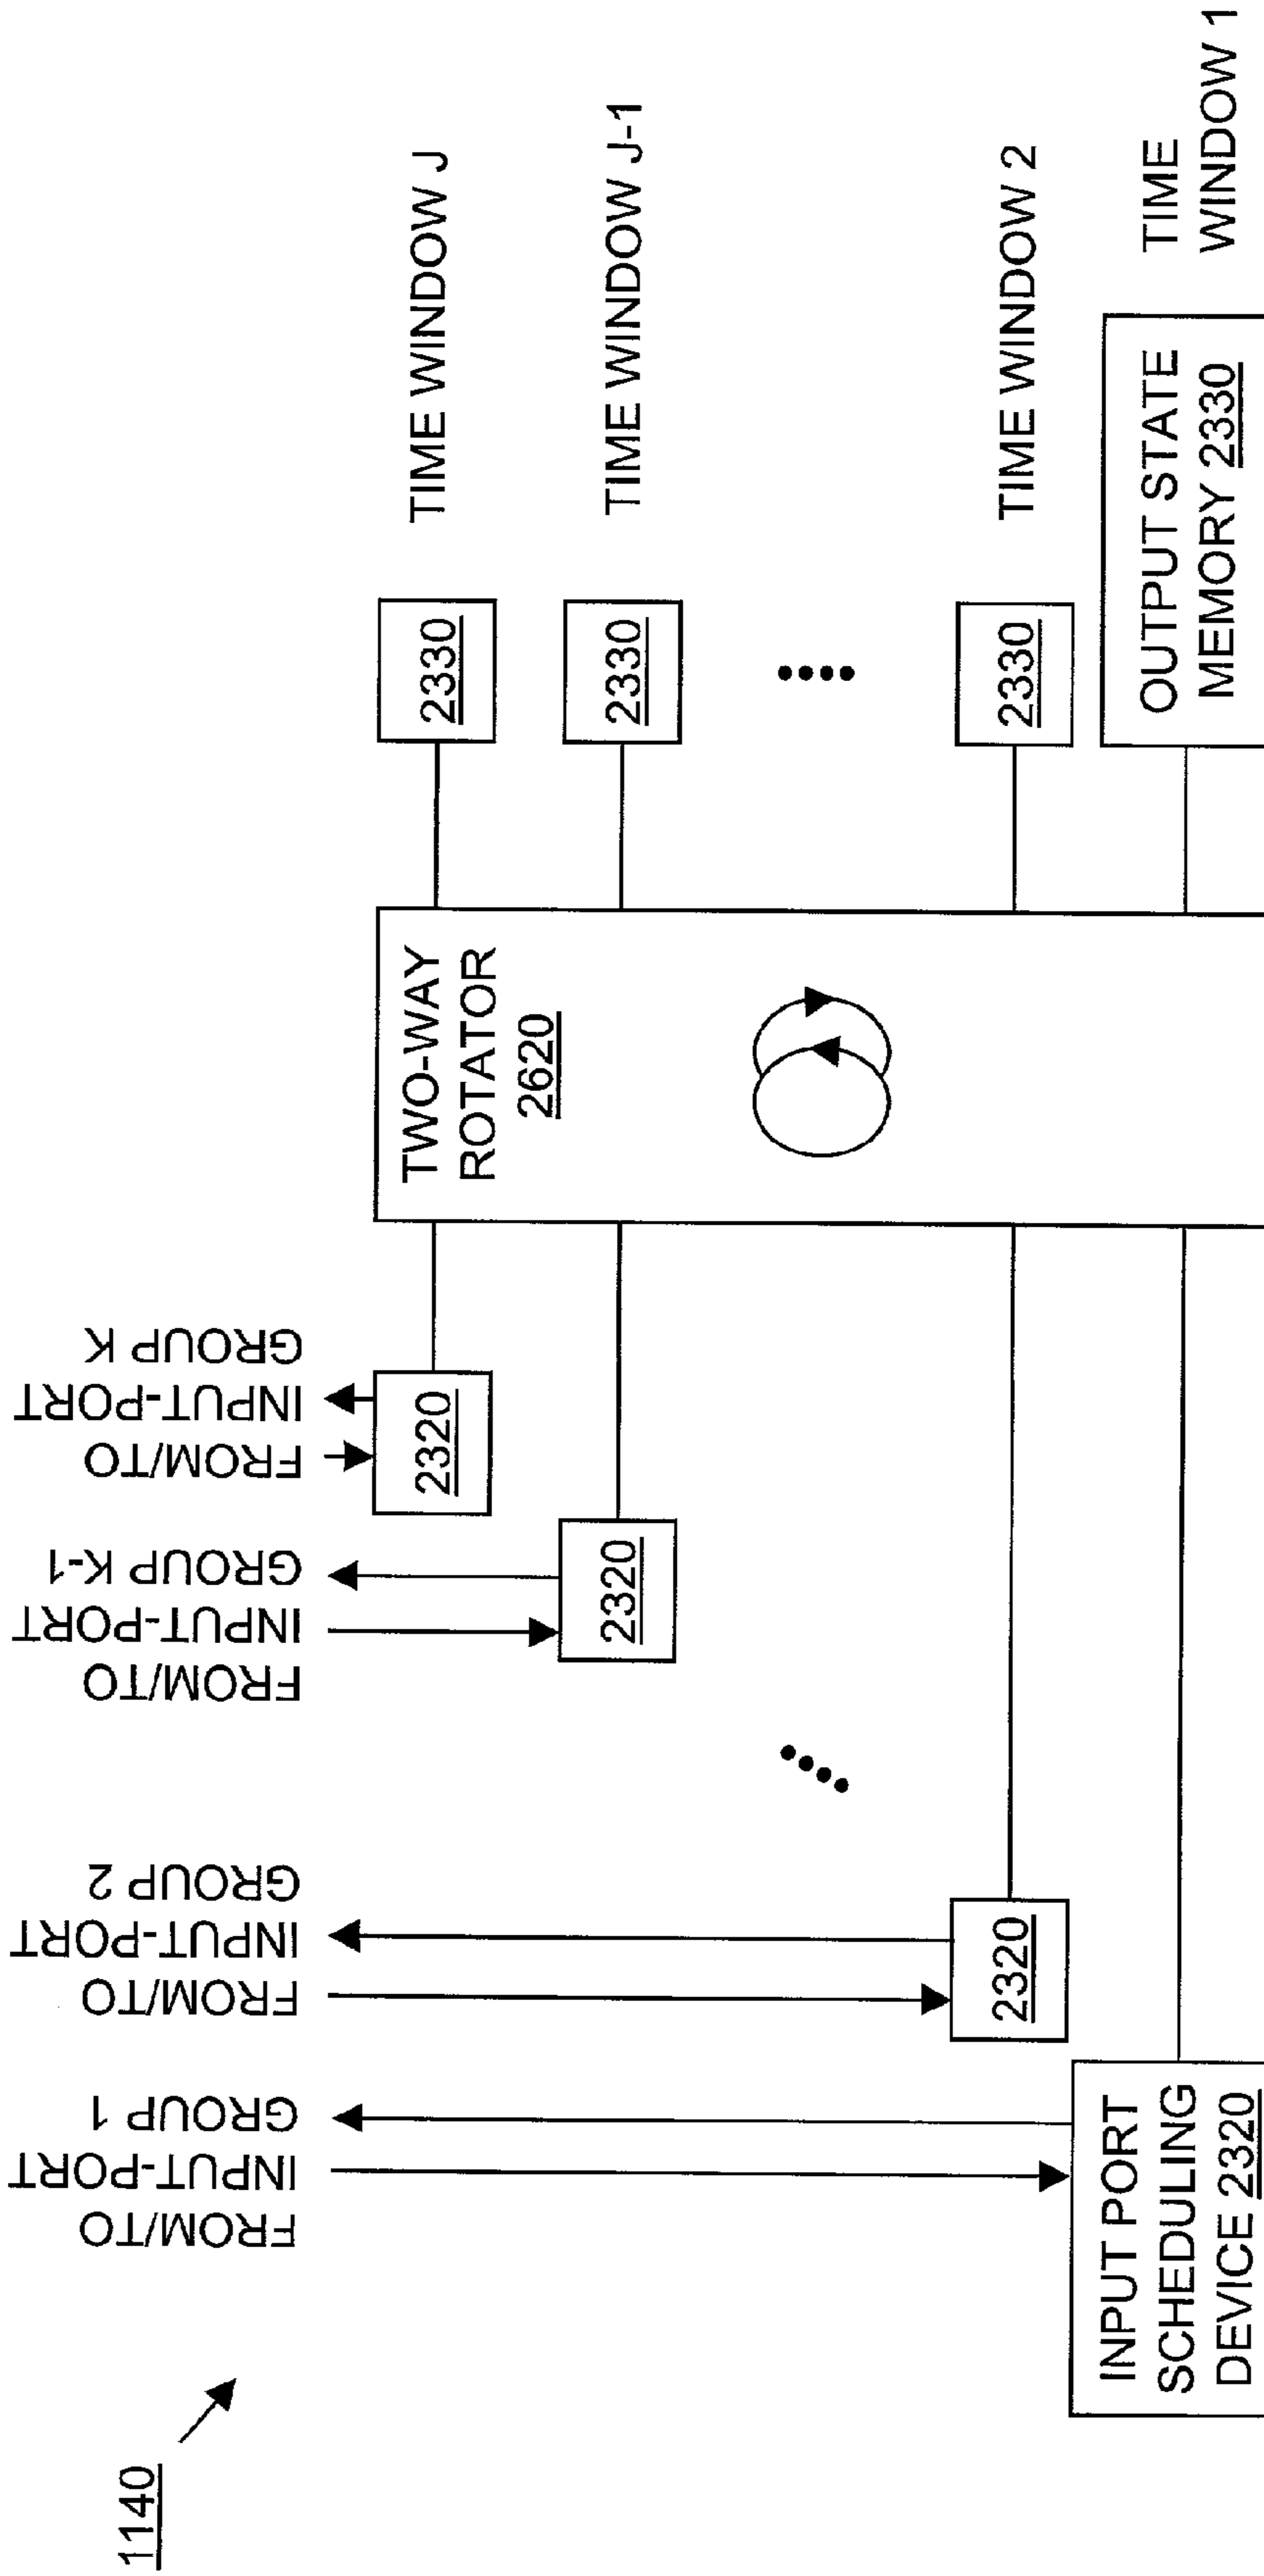 1140
FROM/TO
INPUT-PORT
GROUP 1
FROM/TO
INPUT-PORT
GROUP 2
FROM/TO
INPUT-PORT
GROUP K-1
FROM/TO
INPUT-PORT
GROUP K
2320
2320
2320
INPUT PORT
SCHEDULING
DEVICE 2320
TWO-WAY
ROTATOR
2620
2330
TIME WINDOW J
2330
TIME WINDOW J-1
2330
TIME WINDOW 2
OUTPUT STATE
MEMORY 2330
TIME
WINDOW 1